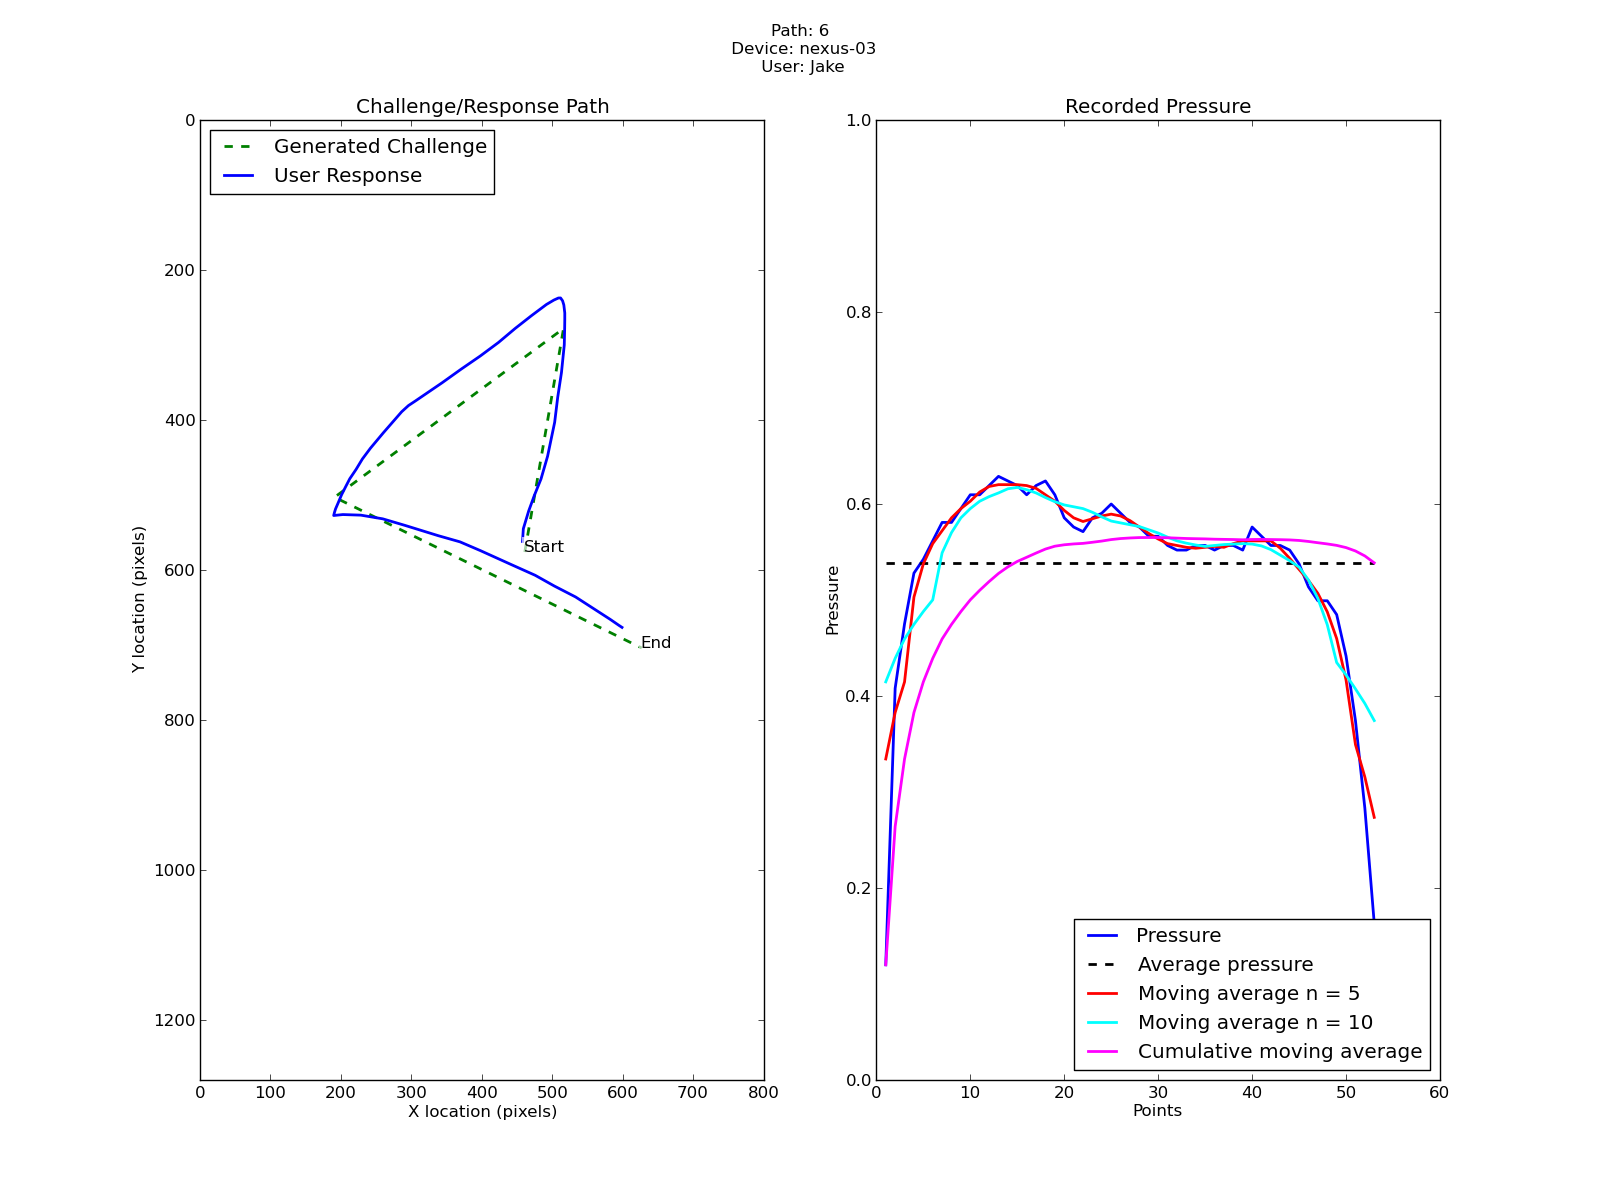 Path: 6
Device: nexus-03
User: Jake
Challenge/Response Path
Generated Challenge
User Response
0
200
400
600
800
1000
1200
Y location (pixels)
Start
End
0 100 200 300 400 500 600 700 800
X location (pixels)
Recorded Pressure
1.0
0.8
0.6
0.4
0.2
0.0
Pressure
Pressure
Average pressure
Moving average n = 5
Moving average n = 10
Cumulative moving average
0 10 20 30 40 50 60
Points